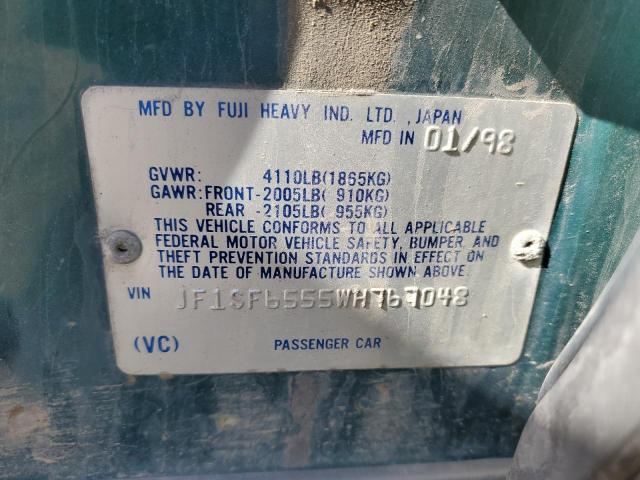 MFD BY FUJI HEAVY IND. LTD. , JAPAN
MFD IN 01/98
GVWR: 4110LB(1865KG)
GAWR:FRONT-2005LB( 910KG)
REAR -2105LB( 955KG)
THIS VEHICLE CONFORMS TO ALL APPLICABLE
FEDERAL MOTOR VEHICLE SAFETY, BUMPER, AND
THEFT PREVENTION STANDARDS IN EFFECT ON
THE DATE OF MANUFACTURE SHOWN ABOVE.
VIN JF1SF6555WH767048
(VC) PASSENGER CAR